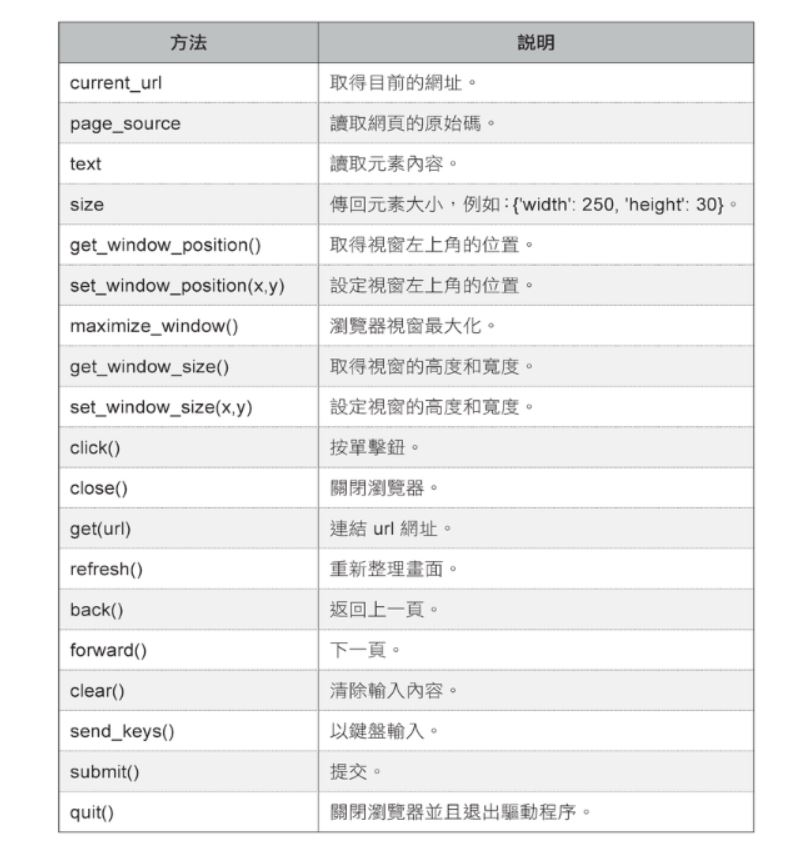 方法 說明
current_url 取得目前的網址。
page_source 讀取網頁的原始碼。
text 讀取元素內容。
size 傳回元素大小，例如：{'width': 250, 'height': 30}。
get_window_position() 取得視窗左上角的位置。
set_window_position(x,y) 設定視窗左上角的位置。
maximize_window() 瀏覽器視窗最大化。
get_window_size() 取得視窗的高度和寬度。
set_window_size(x,y) 設定視窗的高度和寬度。
click() 按單擊鈕。
close() 關閉瀏覽器。
get(url) 連結 url 網址。
refresh() 重新整理畫面。
back() 返回上一頁。
forward() 下一頁。
clear() 清除輸入內容。
send_keys() 以鍵盤輸入。
submit() 提交。
quit() 關閉瀏覽器並且退出驅動程序。